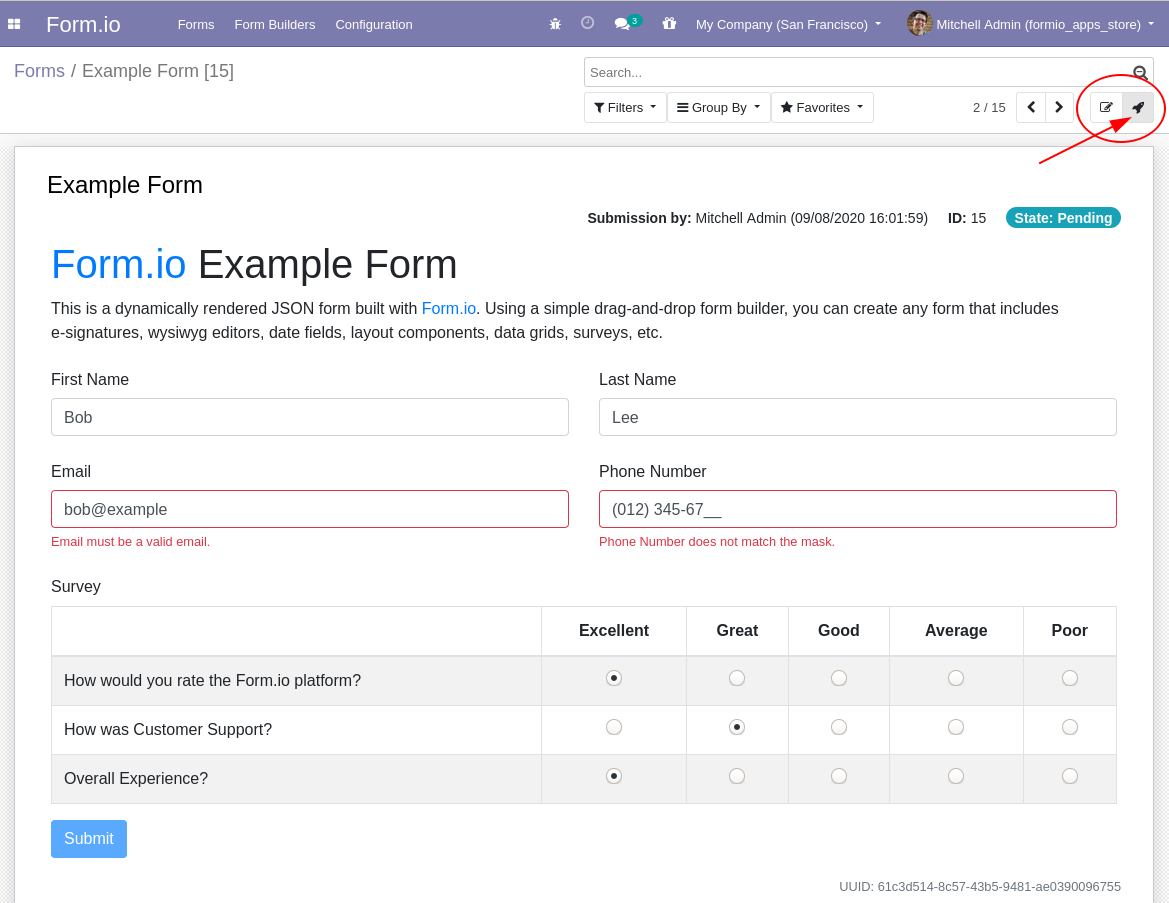 Form.io Forms Form Builders Configuration 3 My Company (San Francisco) Mitchell Admin (formio_apps_store)
Forms / Example Form [15]
Search...
Filters Group By Favorites 2 / 15
Example Form
Submission by: Mitchell Admin (09/08/2020 16:01:59) ID: 15 State: Pending
Form.io Example Form
This is a dynamically rendered JSON form built with Form.io. Using a simple drag-and-drop form builder, you can create any form that includes
e-signatures, wysiwyg editors, date fields, layout components, data grids, surveys, etc.
First Name Last Name
Bob Lee
Email Phone Number
bob@example (012) 345-67__
Email must be a valid email. Phone Number does not match the mask.
Survey
Excellent Great Good Average Poor
How would you rate the Form.io platform?
How was Customer Support?
Overall Experience?
Submit
UUID: 61c3d514-8c57-43b5-9481-ae0390096755